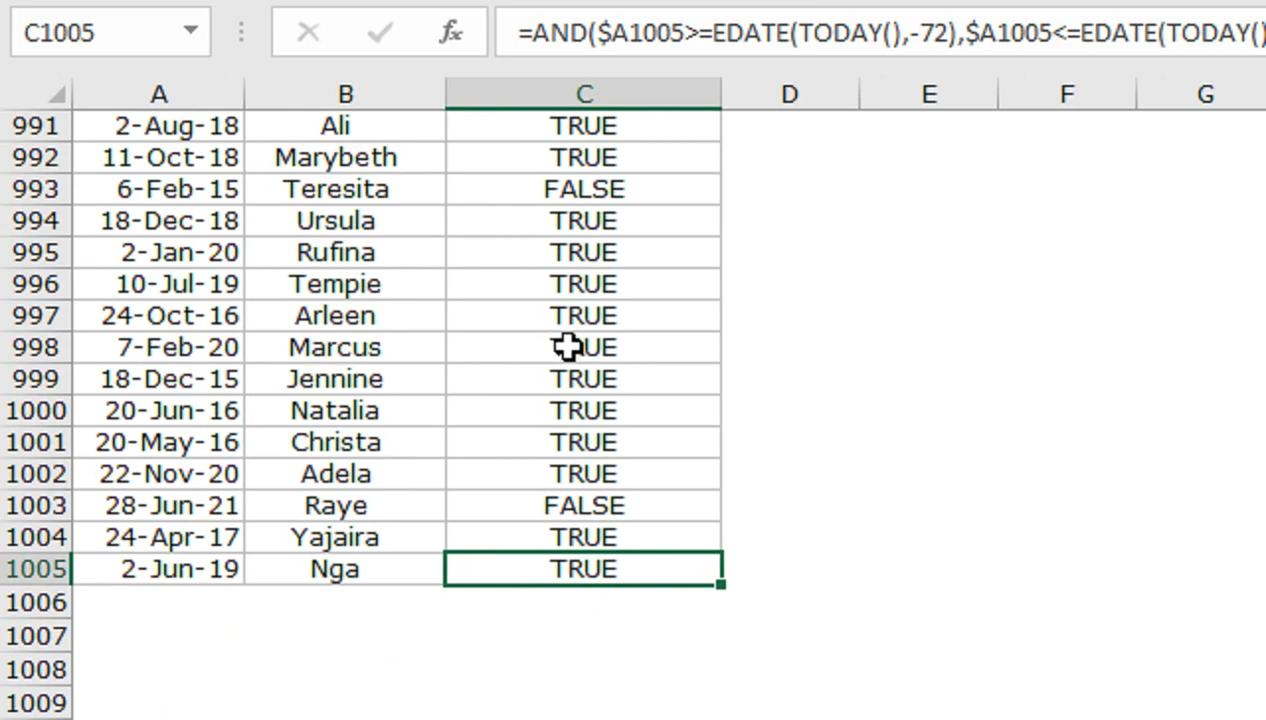 C1005 fx =AND($A1005>=EDATE(TODAY(),-72),$A1005<=EDATE(TODAY()
A B C D E F G
991 2-Aug-18 Ali TRUE
992 11-Oct-18 Marybeth TRUE
993 6-Feb-15 Teresita FALSE
994 18-Dec-18 Ursula TRUE
995 2-Jan-20 Rufina TRUE
996 10-Jul-19 Tempie TRUE
997 24-Oct-16 Arleen TRUE
998 7-Feb-20 Marcus TRUE
999 18-Dec-15 Jennine TRUE
1000 20-Jun-16 Natalia TRUE
1001 20-May-16 Christa TRUE
1002 22-Nov-20 Adela TRUE
1003 28-Jun-21 Raye FALSE
1004 24-Apr-17 Yajaira TRUE
1005 2-Jun-19 Nga TRUE
1006
1007
1008
1009